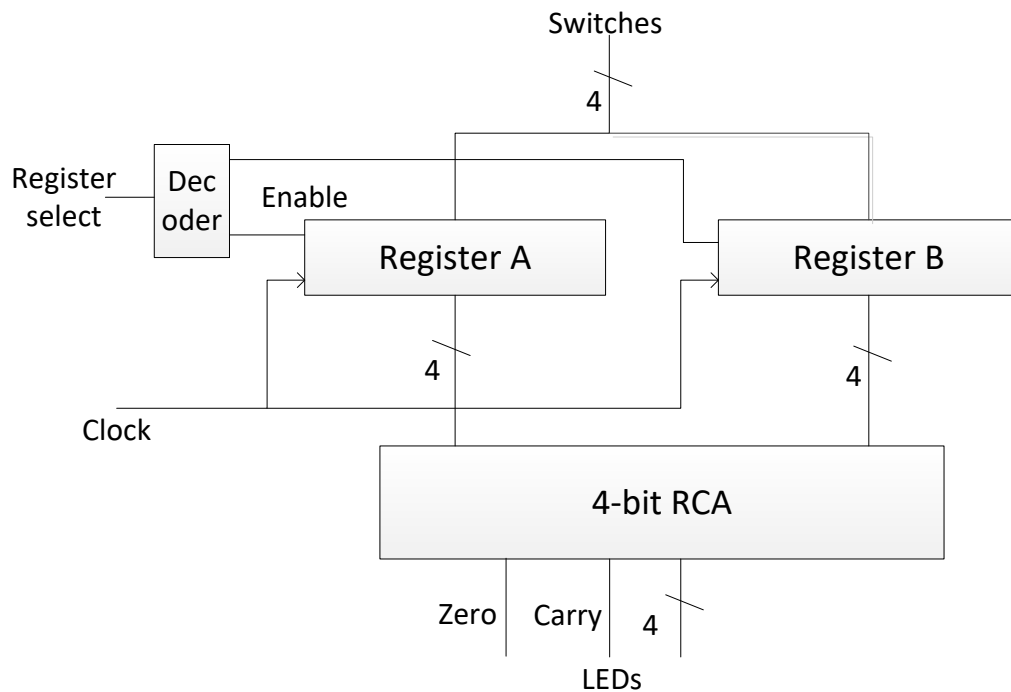 Switches
4
Register
select
Dec
oder
Enable
Register A
Register B
4
4
Clock
4-bit RCA
Zero
Carry
4
LEDs